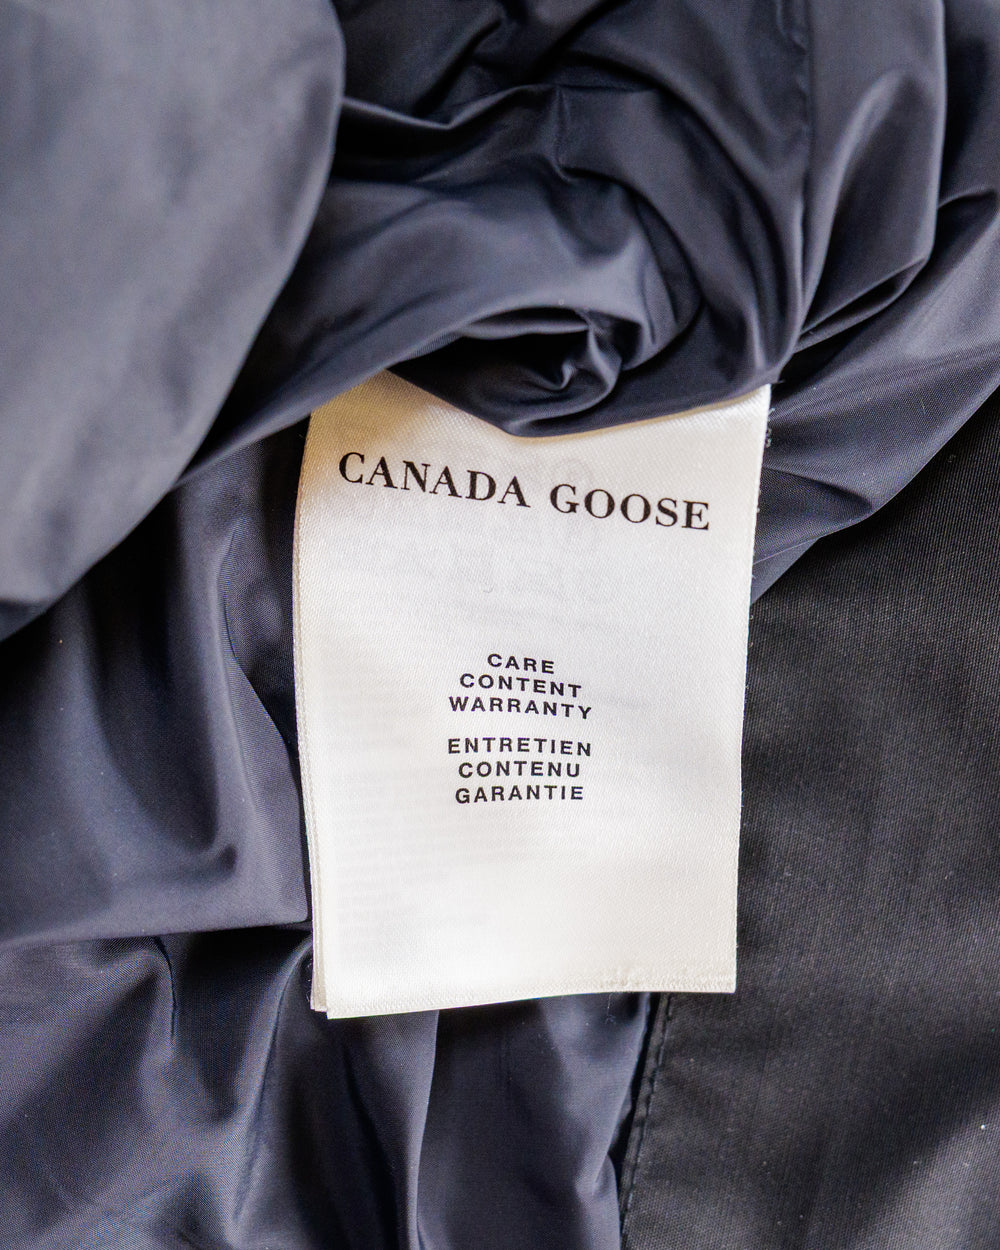 CANADA GOOSE
CARE
CONTENT
WARRANTY
ENTRETIEN
CONTENU
GARANTIE